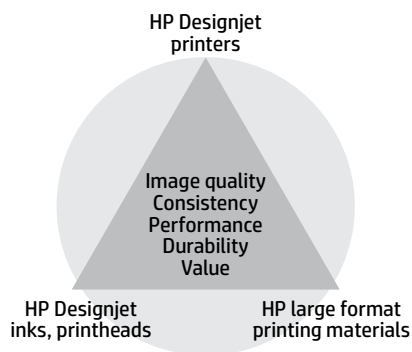 HP Designjet
printers
Image quality
Consistency
Performance
Durability
Value
HP Designjet
inks, printheads
HP large format
printing materials